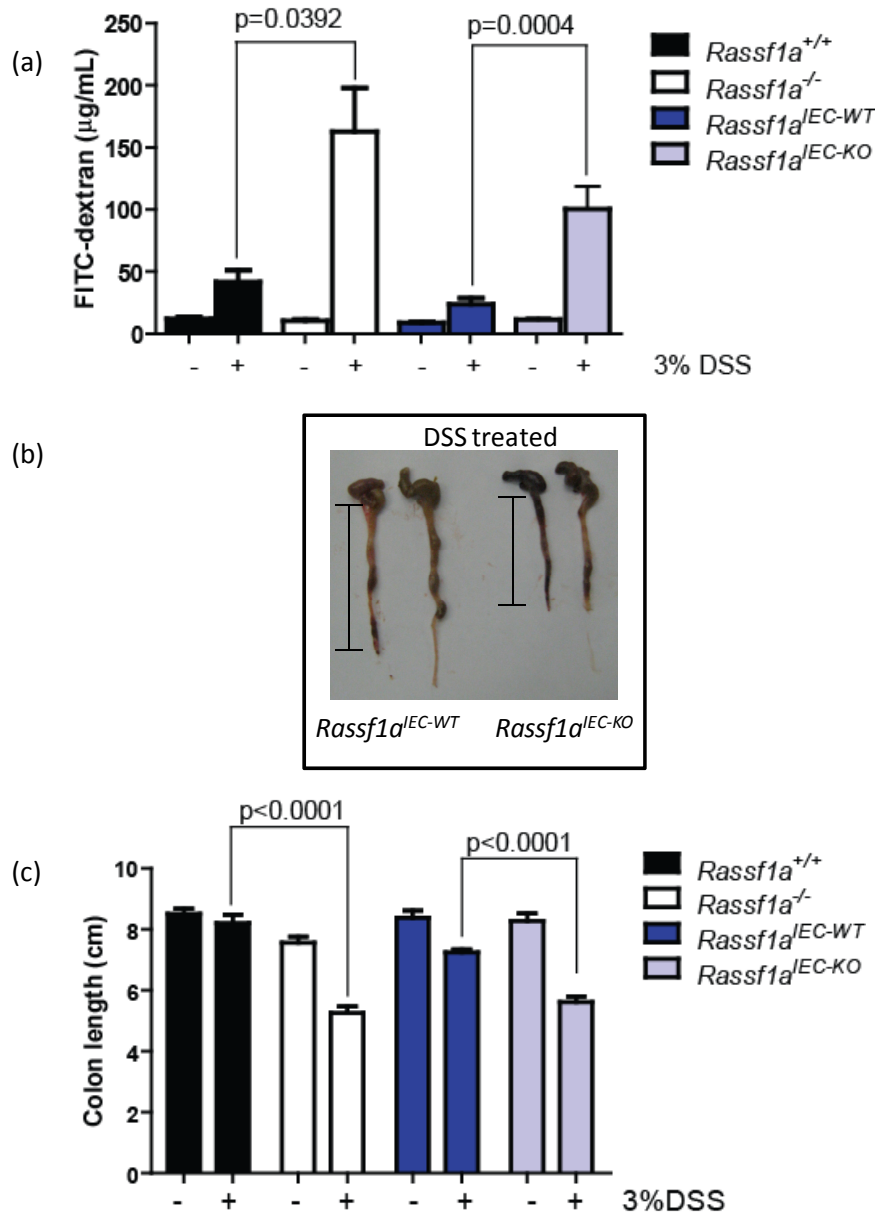 (a)
p=0.0392
p=0.0004
250
200
150
100
50
0
FITC-dextran (µg/mL)
- + - + - + - + 3% DSS
Rassf1a+/+
Rassf1a-/-
Rassf1aIEC-WT
Rassf1aIEC-KO
(b)
DSS treated
Rassf1aIEC-WT Rassf1aIEC-KO
(c)
p<0.0001
p<0.0001
10
8
6
4
2
0
Colon length (cm)
- + - + - + - + 3%DSS
Rassf1a+/+
Rassf1a-/-
Rassf1aIEC-WT
Rassf1aIEC-KO